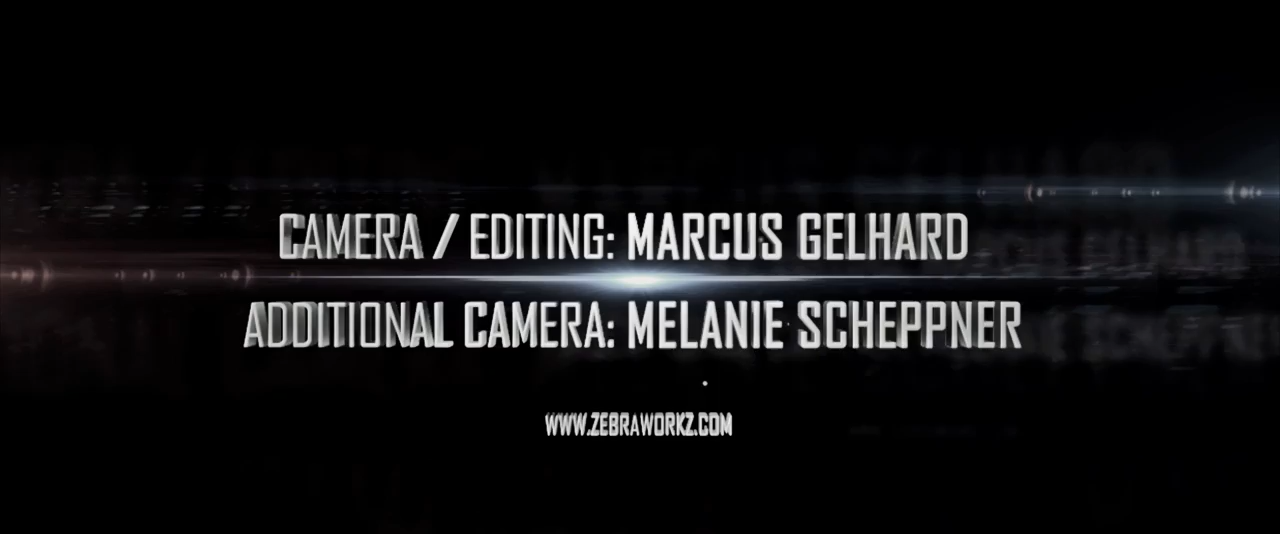 CAMERA / EDITING: MARCUS GELHARD
ADDITIONAL CAMERA: MELANIE SCHEPPNER
WWW.ZEBRAWORKZ.COM